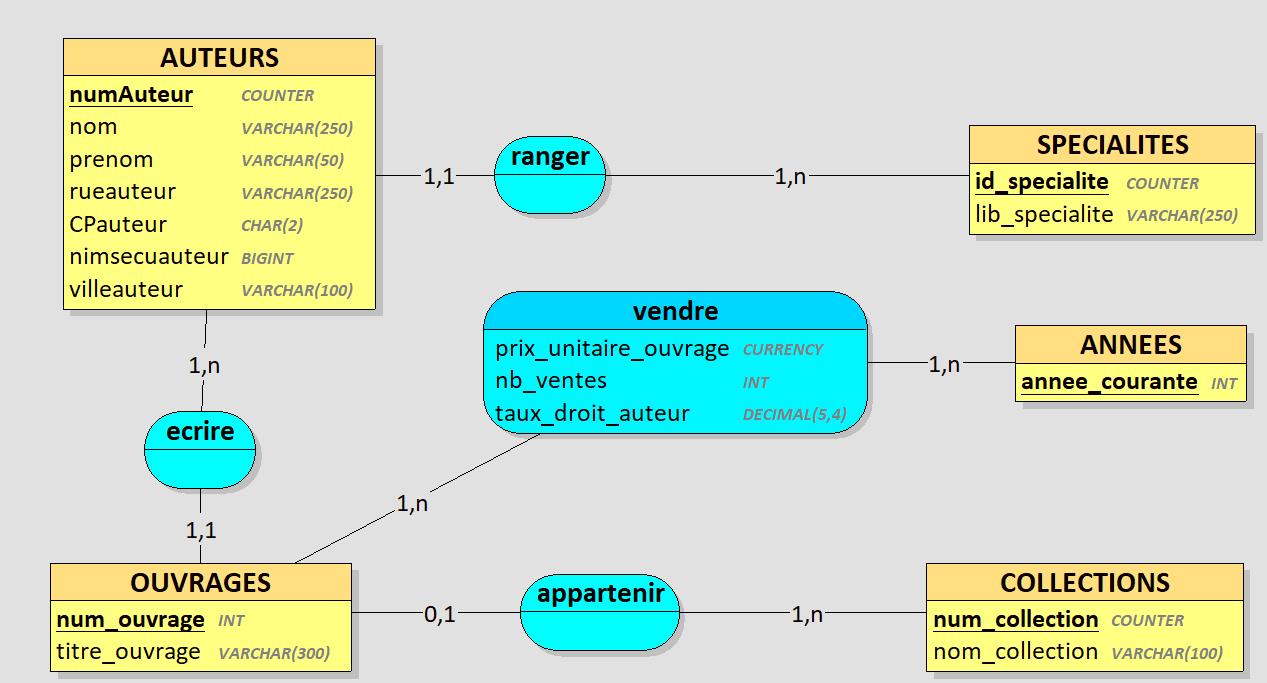 AUTEURS
numAuteur COUNTER
nom VARCHAR(250)
prenom VARCHAR(50)
rueauteur VARCHAR(250)
CPauteur CHAR(2)
nimsecuauteur BIGINT
villeauteur VARCHAR(100)
1,1
ranger
1,n
SPECIALITES
id_specialite COUNTER
lib_specialite VARCHAR(250)
vendre
prix_unitaire_ouvrage CURRENCY
nb_ventes INT
taux_droit_auteur DECIMAL(5,4)
1,n
ANNEES
annee_courante INT
1,n
ecrire
1,1
1,n
OUVRAGES
num_ouvrage INT
titre_ouvrage VARCHAR(300)
0,1
appartenir
1,n
COLLECTIONS
num_collection COUNTER
nom_collection VARCHAR(100)